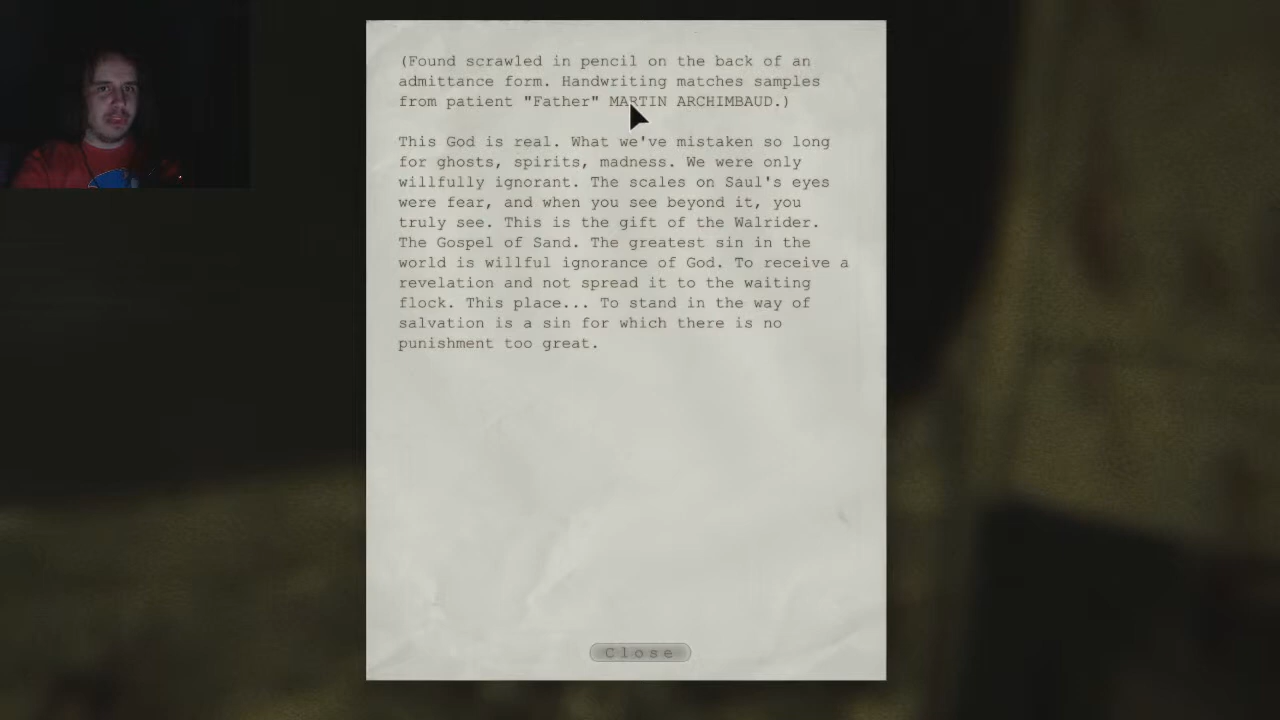 (Found scrawled in pencil on the back of an
admittance form. Handwriting matches samples
from patient "Father" MARTIN ARCHIMBAUD.)
This God is real. What we've mistaken so long
for ghosts, spirits, madness. We were only
willfully ignorant. The scales on Saul's eyes
were fear, and when you see beyond it, you
truly see. This is the gift of the Walrider.
The Gospel of Sand. The greatest sin in the
world is willful ignorance of God. To receive a
revelation and not spread it to the waiting
flock. This place... To stand in the way of
salvation is a sin for which there is no
punishment too great.
Close